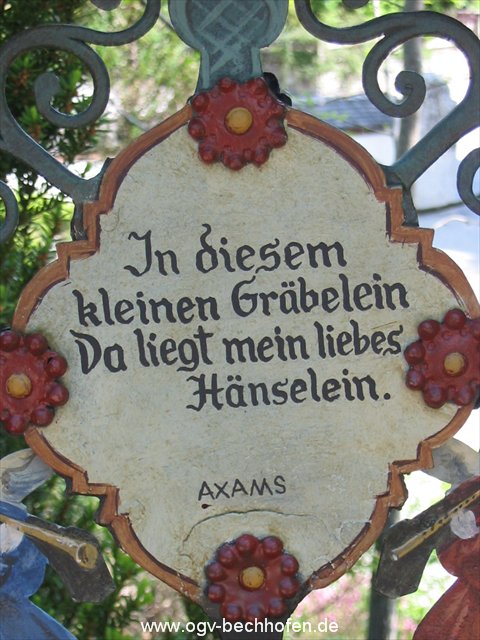 In diesem
kleinen Gräbelein
Da liegt mein liebes
Hänselein.
AXAMS
www.ogv-bechhofen.de